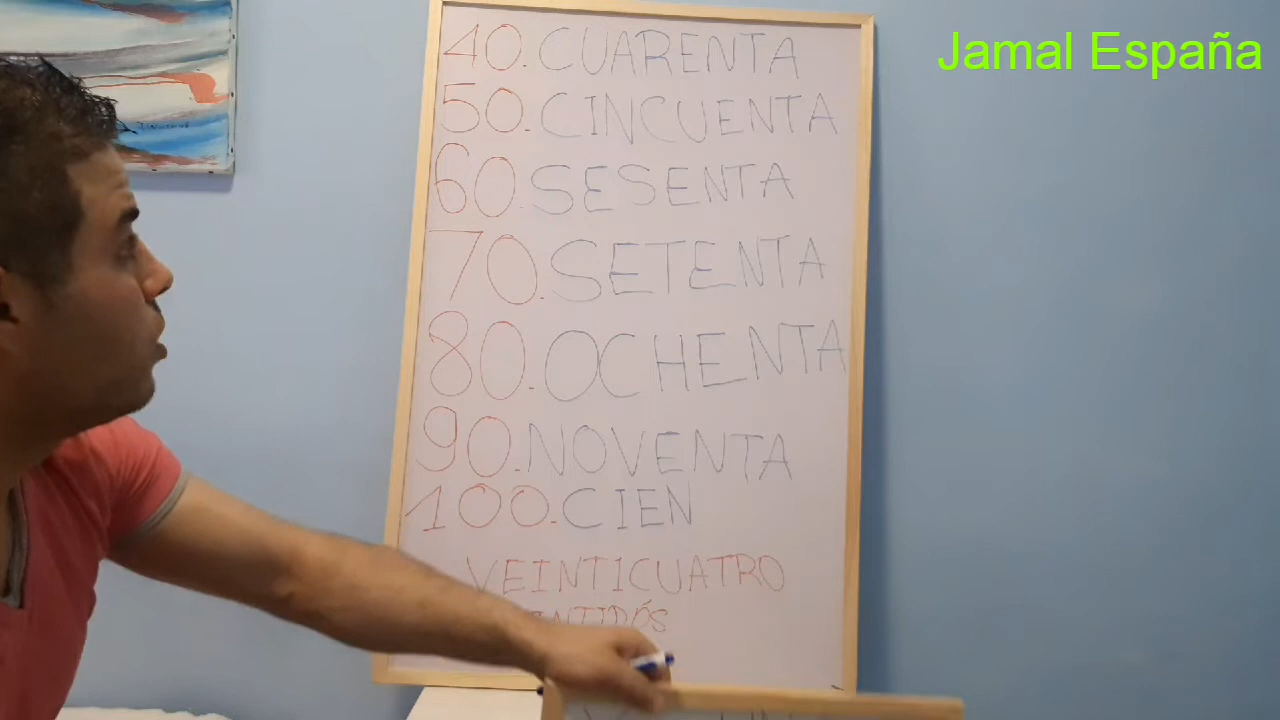 Jamal España
40. CUARENTA
50. CINCUENTA
60. SESENTA
70. SETENTA
80. OCHENTA
90. NOVENTA
100. CIEN
VEINTICUATRO